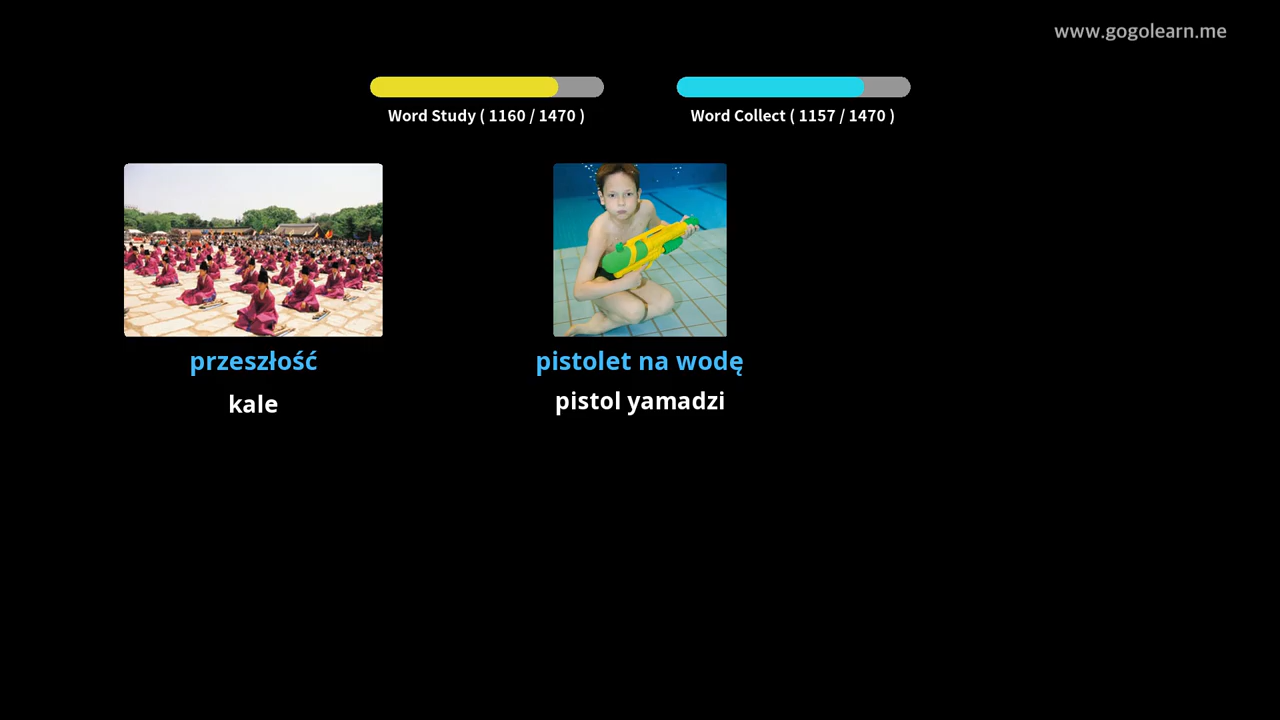 www.gogolearn.me
Word Study ( 1160 / 1470 )
Word Collect ( 1157 / 1470 )
przeszłość
kale
pistolet na wodę
pistol yamadzi